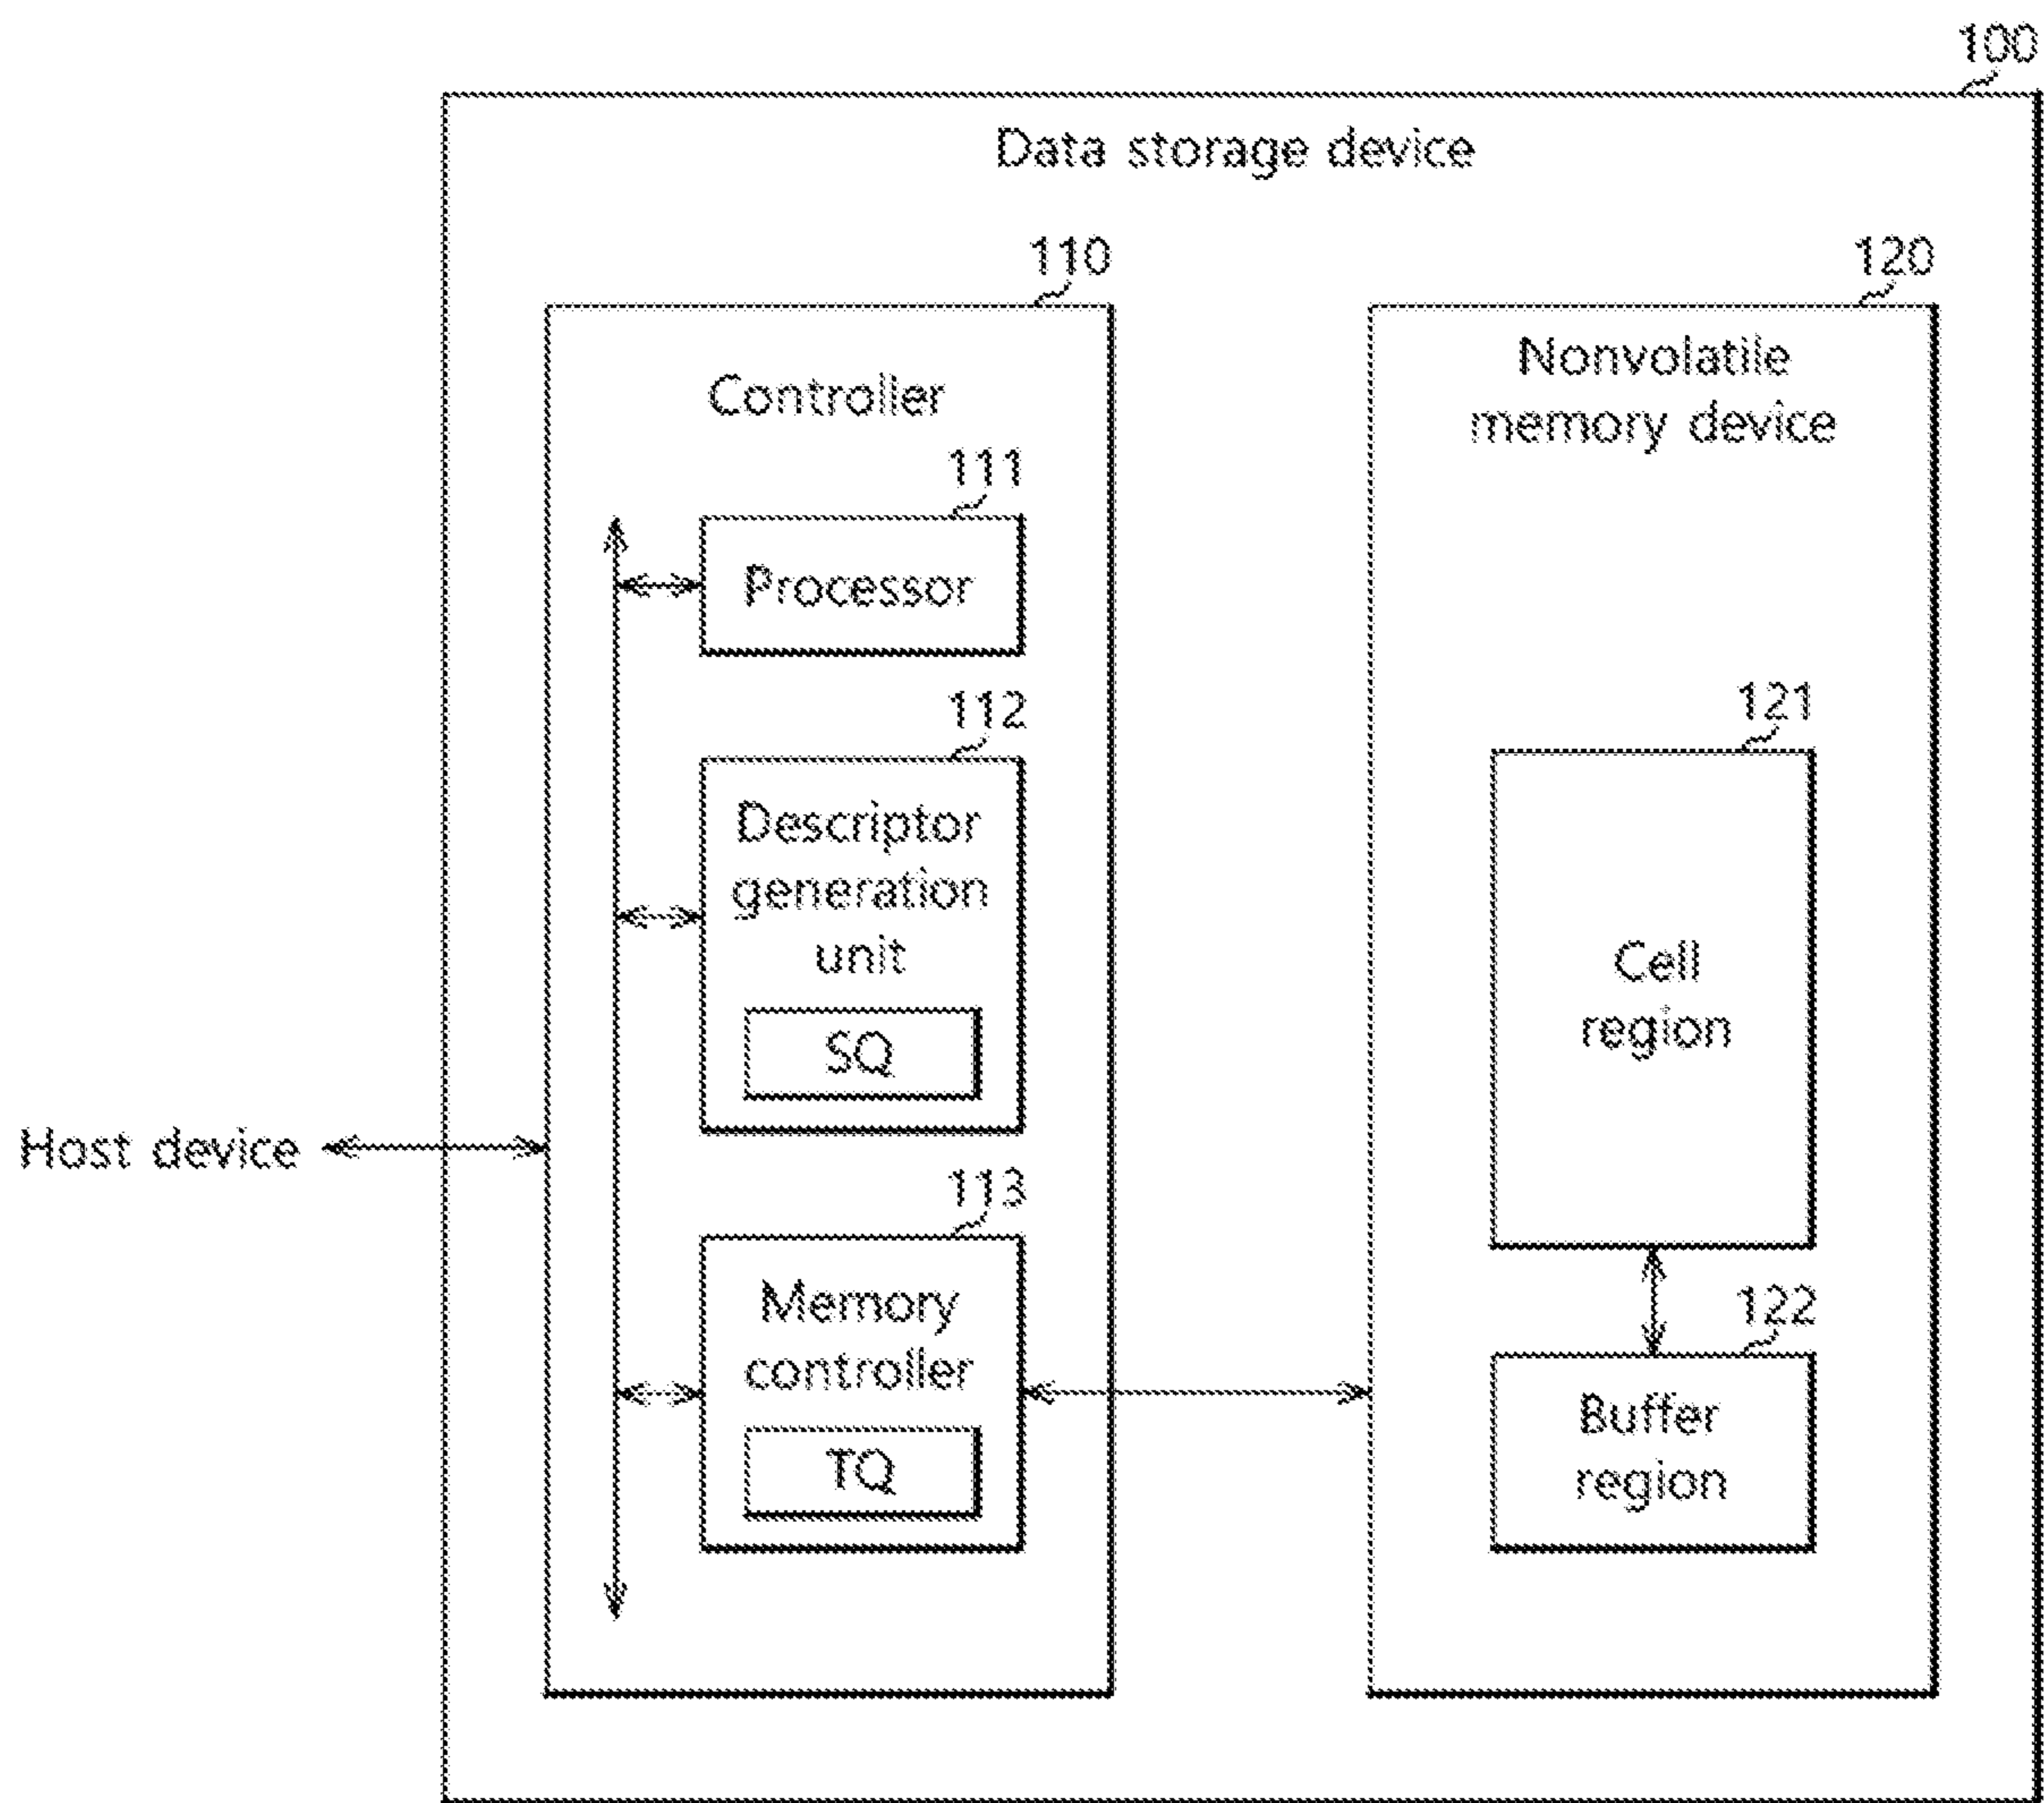 100
Data storage device
110
120
Controller
Nonvolatile
memory device
111
Processor
112
Descriptor
generation
unit
SQ
121
Cell
region
Host device
113
Memory
controller
TQ
122
Buffer
region